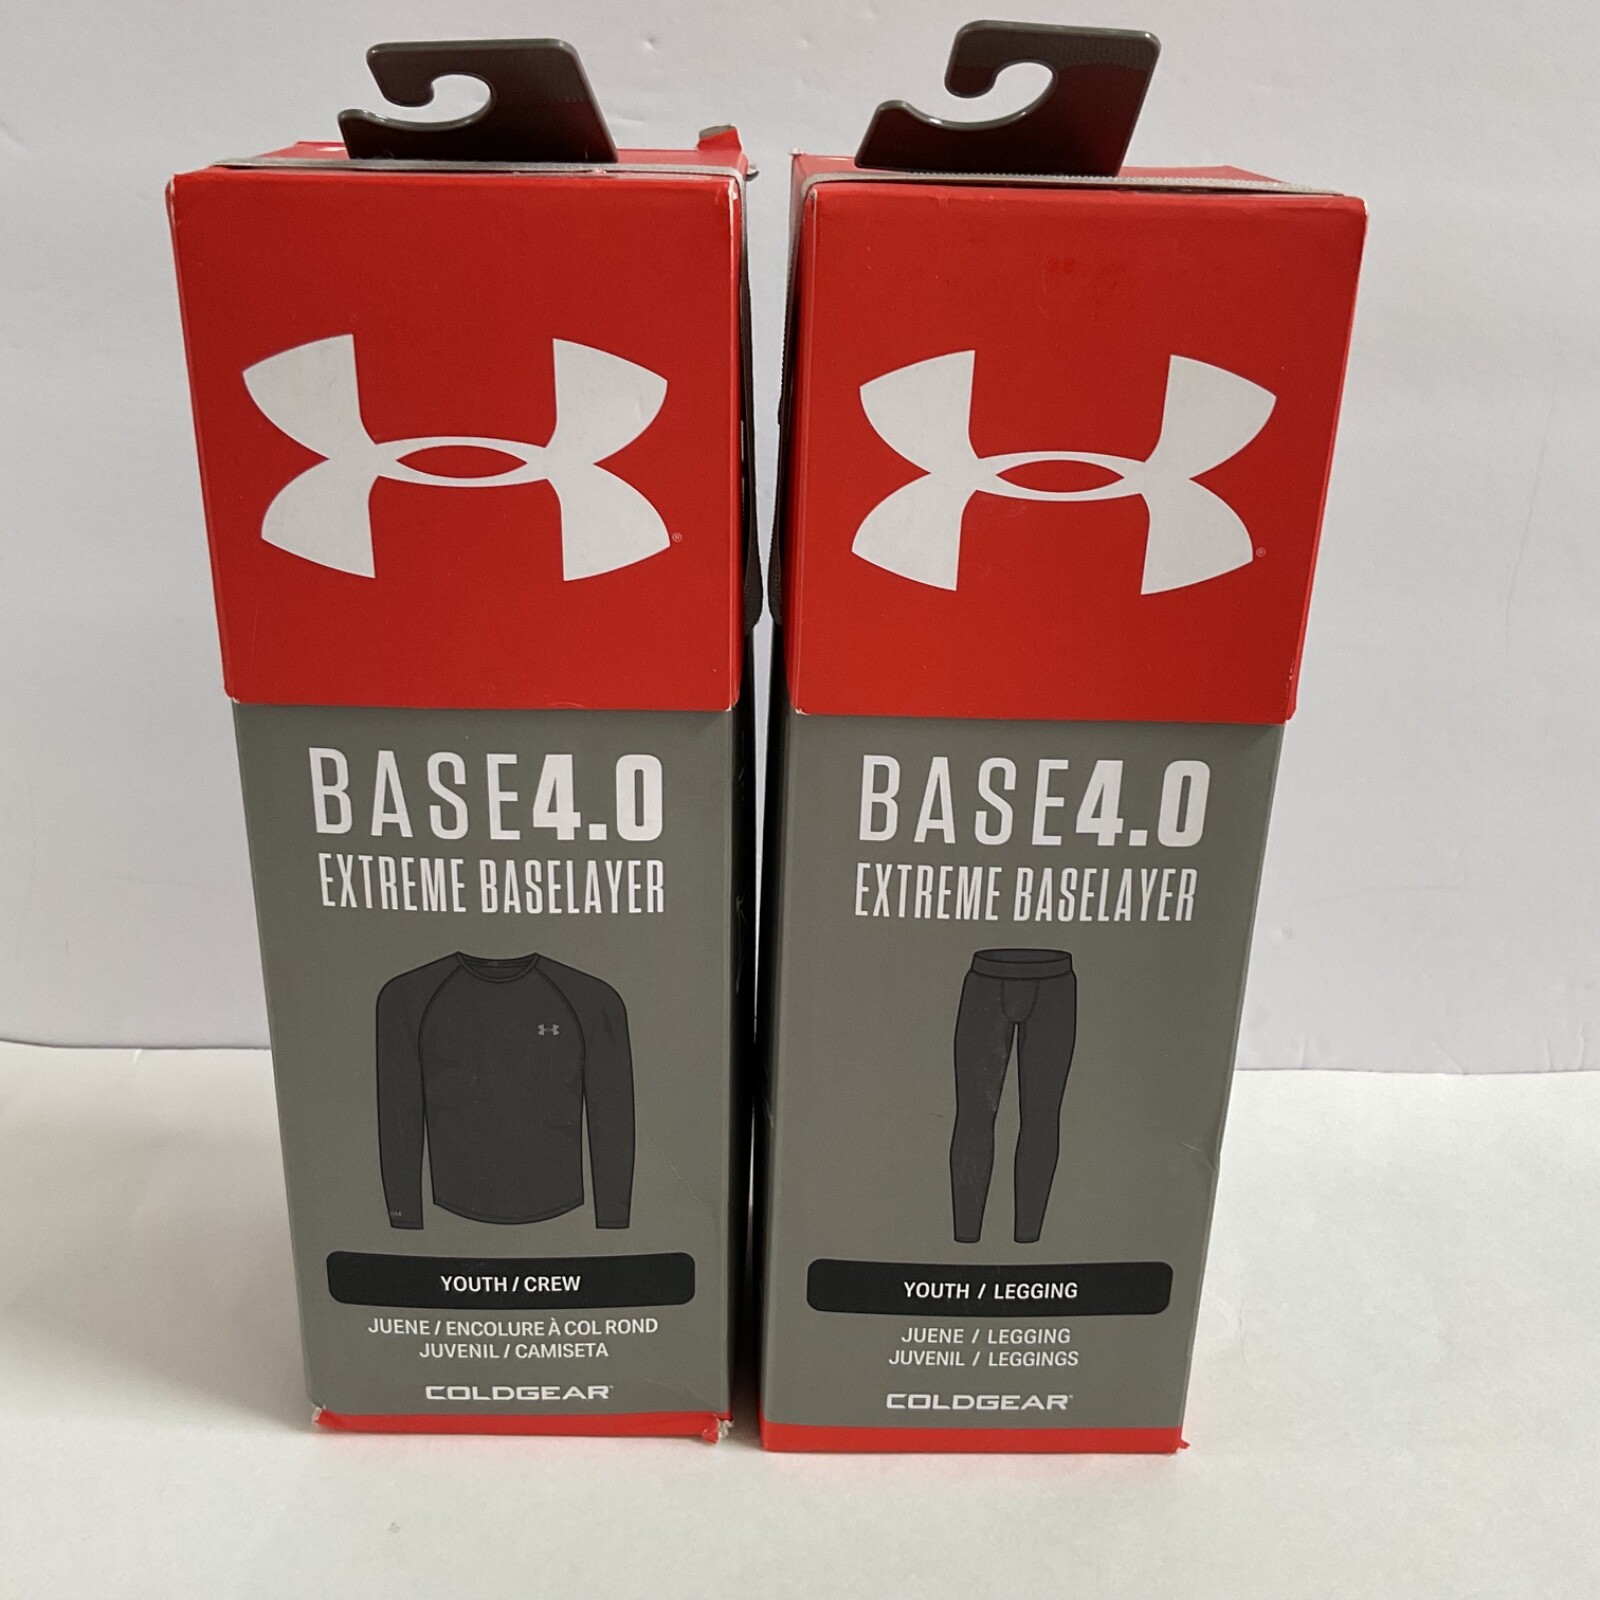 BASE4.0
EXTREME BASELAYER
YOUTH / CREW
JUENE / ENCOLURE À COL ROND
JUVENIL / CAMISETA
COLDGEAR
BASE4.0
EXTREME BASELAYER
YOUTH / LEGGING
JUENE / LEGGING
JUVENIL / LEGGINGS
COLDGEAR